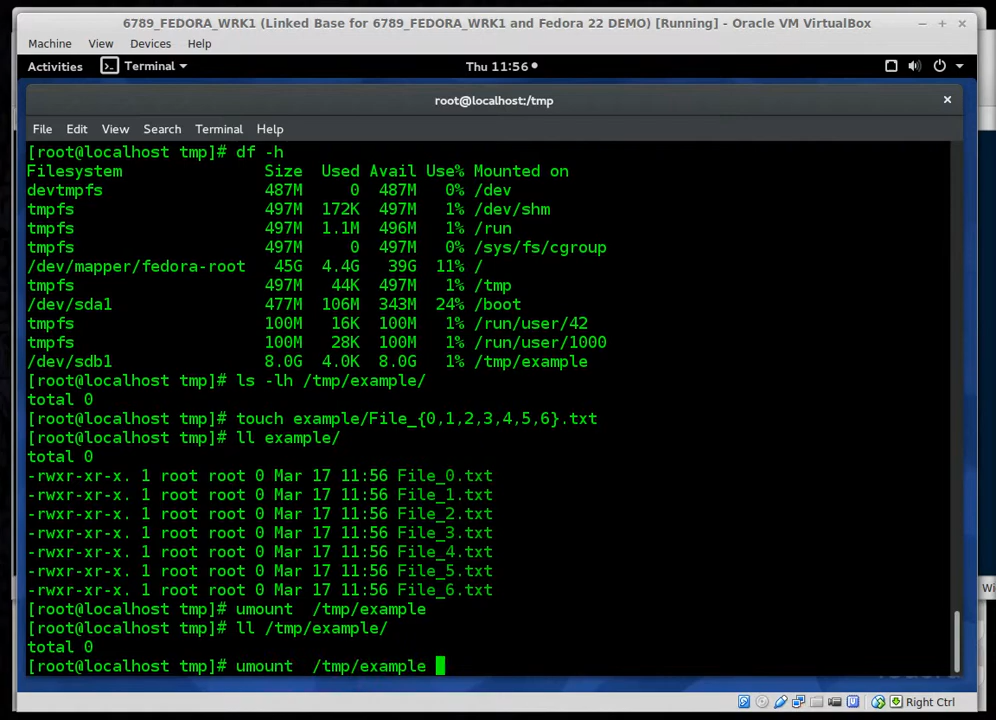 6789_FEDORA_WRK1 (Linked Base for 6789_FEDORA_WRK1 and Fedora 22 DEMO) [Running] - Oracle VM VirtualBox
Machine View Devices Help
Activities Terminal Thu 11:56
root@localhost:/tmp
File Edit View Search Terminal Help
[root@localhost tmp]# df -h
Filesystem Size Used Avail Use% Mounted on
devtmpfs 487M 0 487M 0% /dev
tmpfs 497M 172K 497M 1% /dev/shm
tmpfs 497M 1.1M 496M 1% /run
tmpfs 497M 0 497M 0% /sys/fs/cgroup
/dev/mapper/fedora-root 45G 4.4G 39G 11% /
tmpfs 497M 44K 497M 1% /tmp
/dev/sda1 477M 106M 343M 24% /boot
tmpfs 100M 16K 100M 1% /run/user/42
tmpfs 100M 28K 100M 1% /run/user/1000
/dev/sdb1 8.0G 4.0K 8.0G 1% /tmp/example
[root@localhost tmp]# ls -lh /tmp/example/
total 0
[root@localhost tmp]# touch example/File_{0,1,2,3,4,5,6}.txt
[root@localhost tmp]# ll example/
total 0
-rwxr-xr-x. 1 root root 0 Mar 17 11:56 File_0.txt
-rwxr-xr-x. 1 root root 0 Mar 17 11:56 File_1.txt
-rwxr-xr-x. 1 root root 0 Mar 17 11:56 File_2.txt
-rwxr-xr-x. 1 root root 0 Mar 17 11:56 File_3.txt
-rwxr-xr-x. 1 root root 0 Mar 17 11:56 File_4.txt
-rwxr-xr-x. 1 root root 0 Mar 17 11:56 File_5.txt
-rwxr-xr-x. 1 root root 0 Mar 17 11:56 File_6.txt
[root@localhost tmp]# umount  /tmp/example
[root@localhost tmp]# ll /tmp/example/
total 0
[root@localhost tmp]# umount  /tmp/example
Right Ctrl